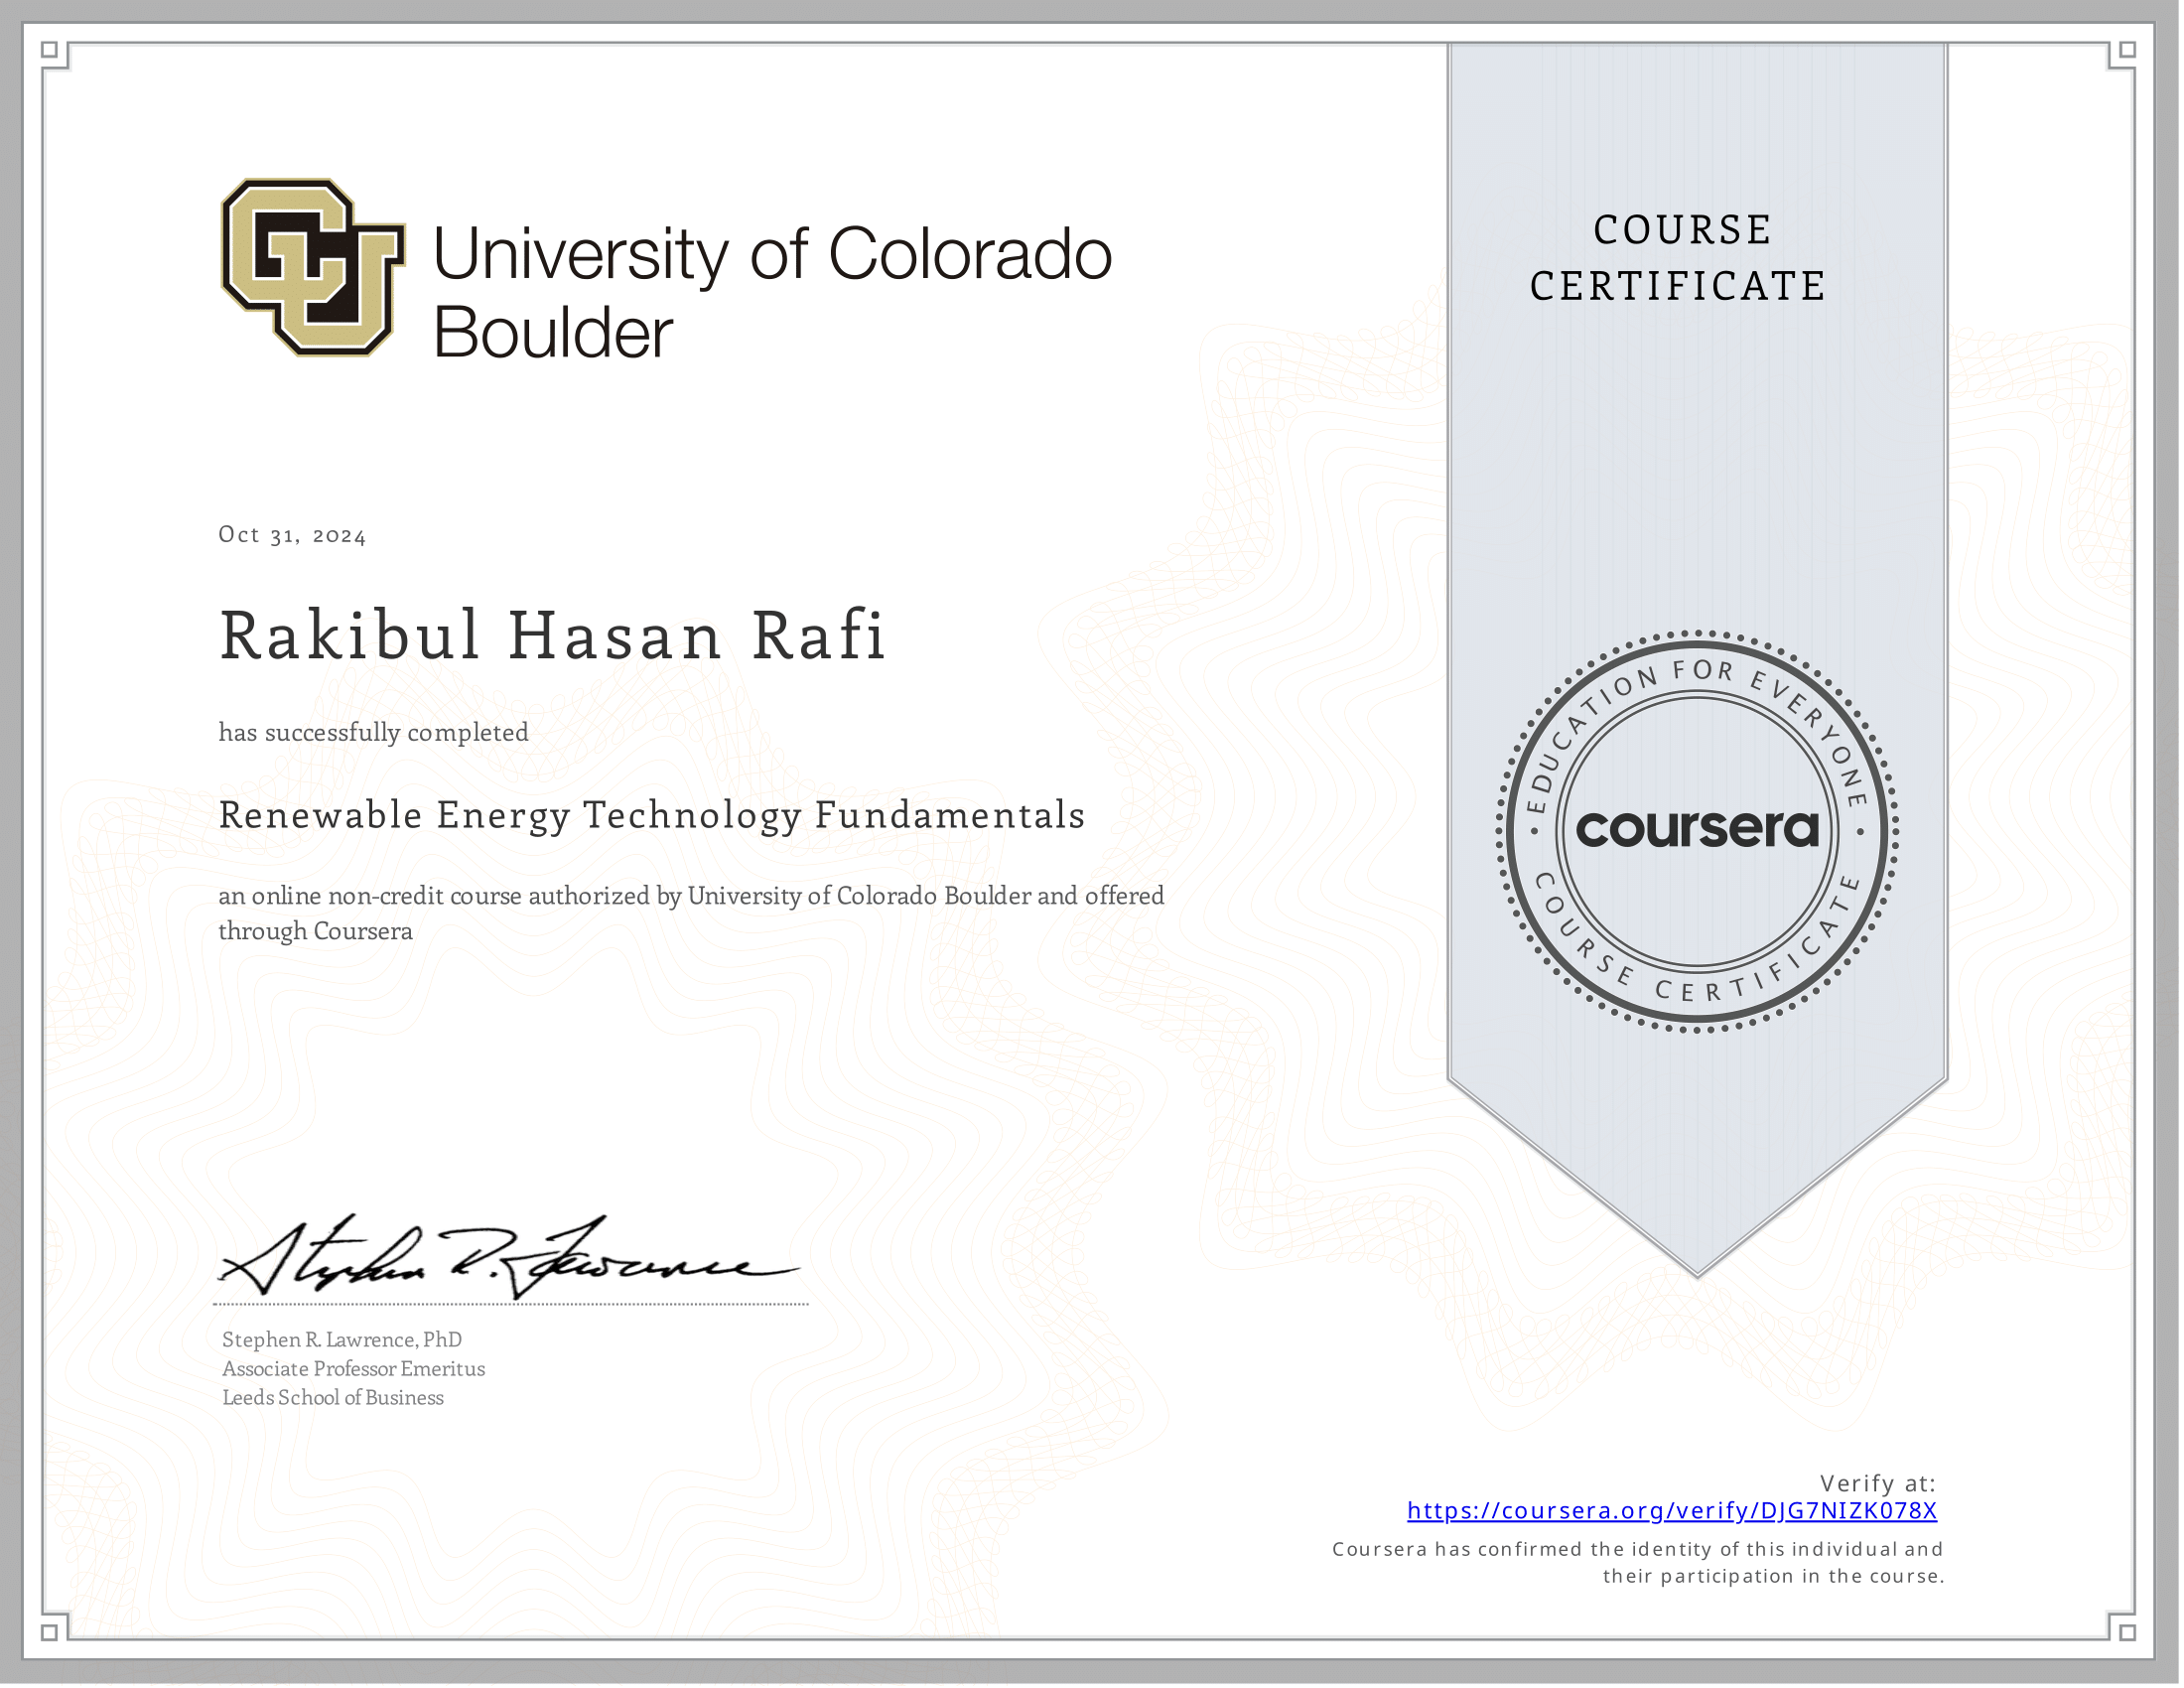 CU
University of Colorado
Boulder
COURSE
CERTIFICATE
Oct 31, 2024
Rakibul Hasan Rafi
has successfully completed
Renewable Energy Technology Fundamentals
an online non-credit course authorized by University of Colorado Boulder and offered
through Coursera
EDUCATION FOR EVERYONE
coursera
COURSE CERTIFICATE
Stephen R. Lawrence
Stephen R. Lawrence, PhD
Associate Professor Emeritus
Leeds School of Business
Verify at:
https://coursera.org/verify/DJG7NIZK078X
Coursera has confirmed the identity of this individual and
their participation in the course.